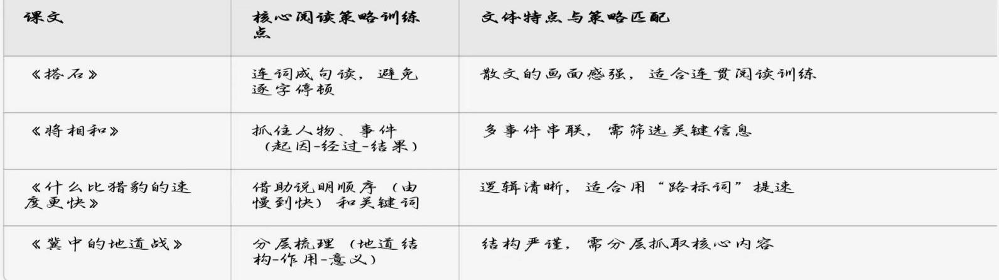 课文
核心阅读策略训练
点
文体特点与策略匹配
《搭石》
连词成句读，避免
逐字停顿
散文的画面感强，适合连贯阅读训练
《将相和》
抓住人物、事件
（起因-经过-结果）
多事件串联，需筛选关键信息
《什么比猎豹的速
度更快》
借助说明顺序（由
慢到快）和关键词
逻辑清晰，适合用“路标词”提速
《冀中的地道战》
分层梳理（地道结
构-作用-意义）
结构严谨，需分层抓取核心内容